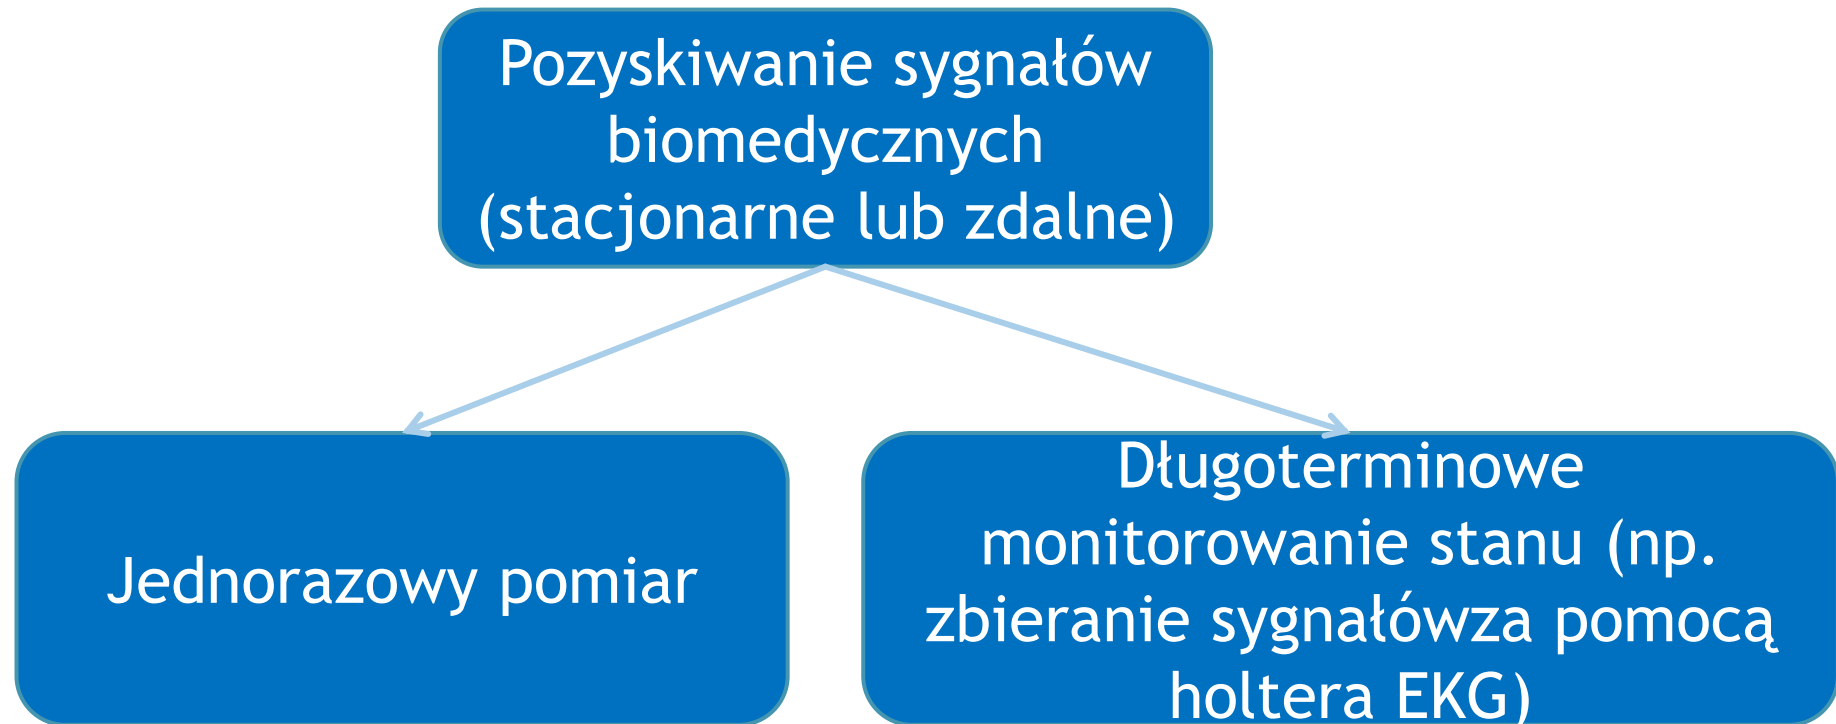 Pozyskiwanie sygnałów
biomedycznych
(stacjonarne lub zdalne)
Jednorazowy pomiar
Długoterminowe
monitorowanie stanu (np.
zbieranie sygnałówza pomocą
holtera EKG)